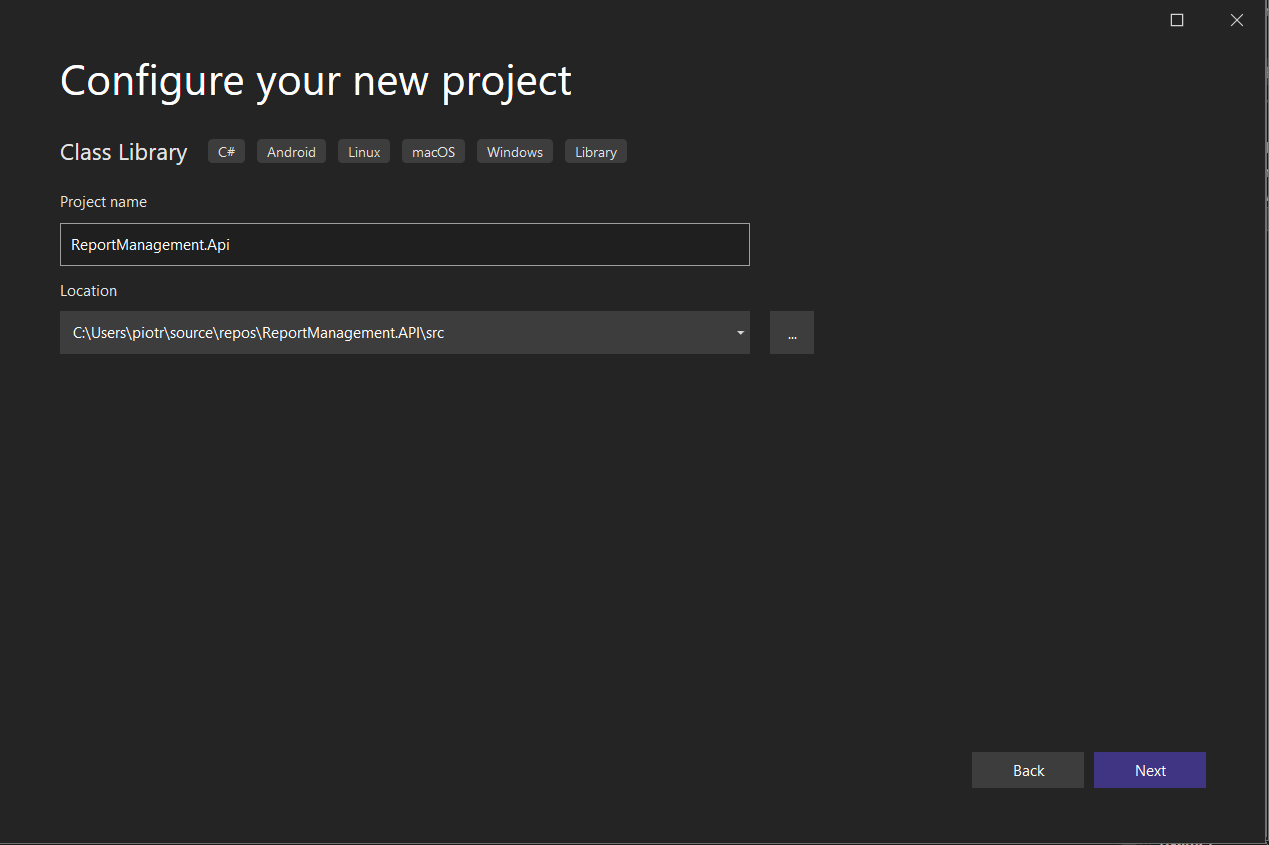 Configure your new project
Class Library C# Android Linux macOS Windows Library
Project name
ReportManagement.Api
Location
C:\Users\piotr\source\repos\ReportManagement.API\src ...
Back Next